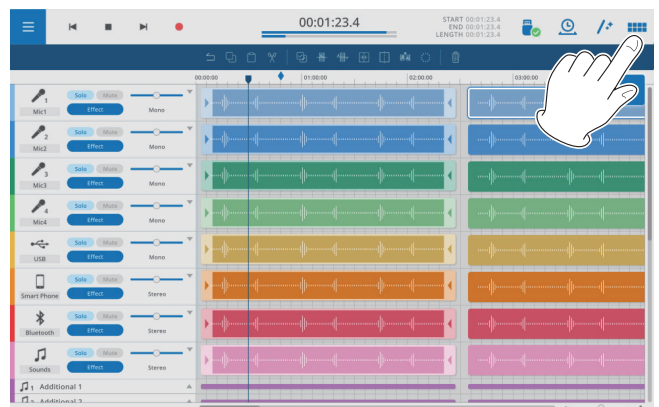 00:01:23.4
START 00:01:23.4
END 00:01:23.4
LENGTH 00:01:23.4
00:00:00 01:00:00 02:00:00 03:00:00
1 Solo Mute
Mic1 Effect Mono
2 Solo Mute
Mic2 Effect Mono
3 Solo Mute
Mic3 Effect Mono
4 Solo Mute
Mic4 Effect Mono
Solo Mute
USB Effect Mono
Solo Mute
Smart Phone Effect Stereo
Solo Mute
Bluetooth Effect Stereo
Solo Mute
Sounds Effect Stereo
1 Additional 1
2 Additional 2